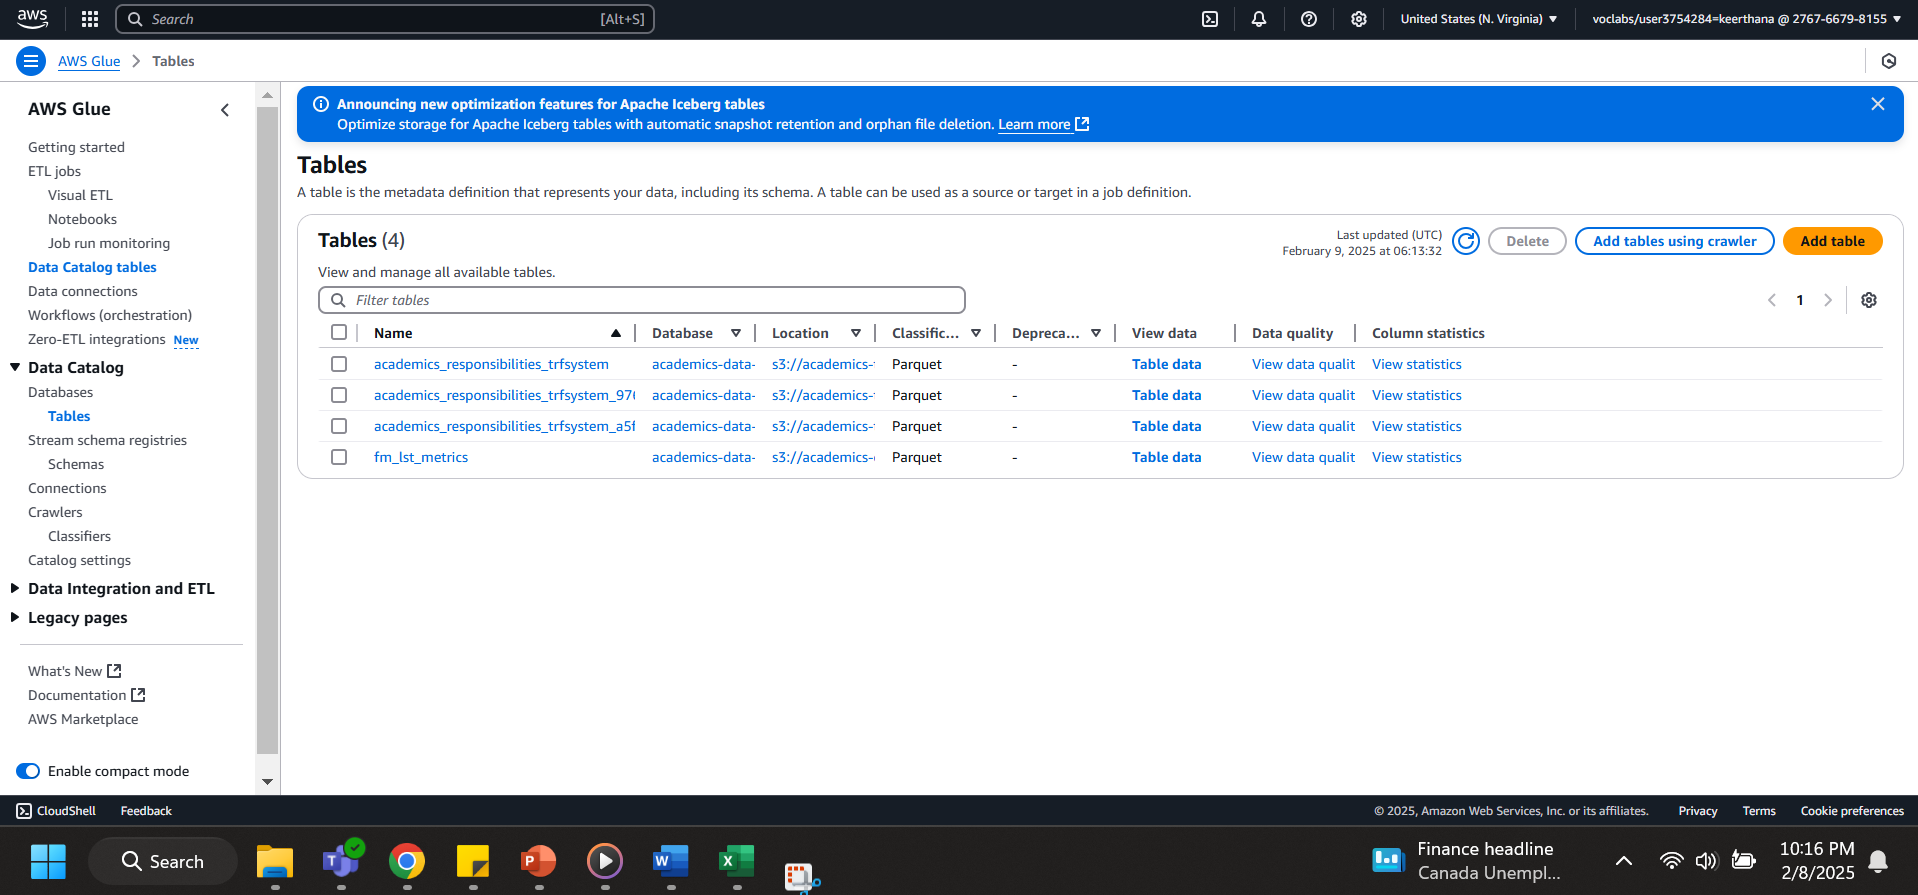 aws
Search
[Alt+S]
United States (N. Virginia)
voclabs/user3754284=keerthana @ 2767-6679-8155
AWS Glue
Tables
AWS Glue
Getting started
ETL jobs
Visual ETL
Notebooks
Job run monitoring
Data Catalog tables
Data connections
Workflows (orchestration)
Zero-ETL integrations New
Data Catalog
Databases
Tables
Stream schema registries
Schemas
Connections
Crawlers
Classifiers
Catalog settings
Data Integration and ETL
Legacy pages
What's New
Documentation
AWS Marketplace
Enable compact mode
Announcing new optimization features for Apache Iceberg tables
Optimize storage for Apache Iceberg tables with automatic snapshot retention and orphan file deletion. Learn more
Tables
A table is the metadata definition that represents your data, including its schema. A table can be used as a source or target in a job definition.
Tables (4)
Last updated (UTC)
February 9, 2025 at 06:13:32
Delete
Add tables using crawler
Add table
View and manage all available tables.
Filter tables
1
Name Database Location Classific... Depreca... View data Data quality Column statistics
academics_responsibilities_trfsystem academics-data- s3://academics- Parquet - Table data View data qualit View statistics
academics_responsibilities_trfsystem_976 academics-data- s3://academics- Parquet - Table data View data qualit View statistics
academics_responsibilities_trfsystem_a5f academics-data- s3://academics- Parquet - Table data View data qualit View statistics
fm_lst_metrics academics-data- s3://academics- Parquet - Table data View data qualit View statistics
CloudShell
Feedback
© 2025, Amazon Web Services, Inc. or its affiliates.
Privacy
Terms
Cookie preferences
Search
Finance headline
Canada Unempl...
10:16 PM
2/8/2025